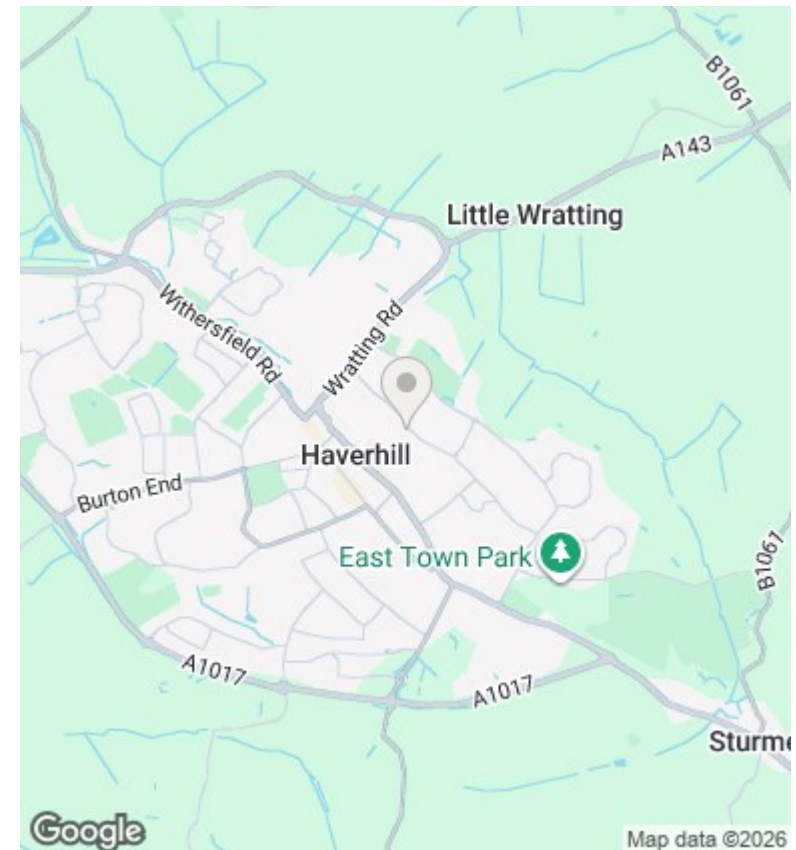 B1061
A143
Little Wratting
Withersfield Rd
Wratting Rd
Haverhill
Burton End
East Town Park
B1061
A1017
A1017
Sturme
Google
Map data ©2026